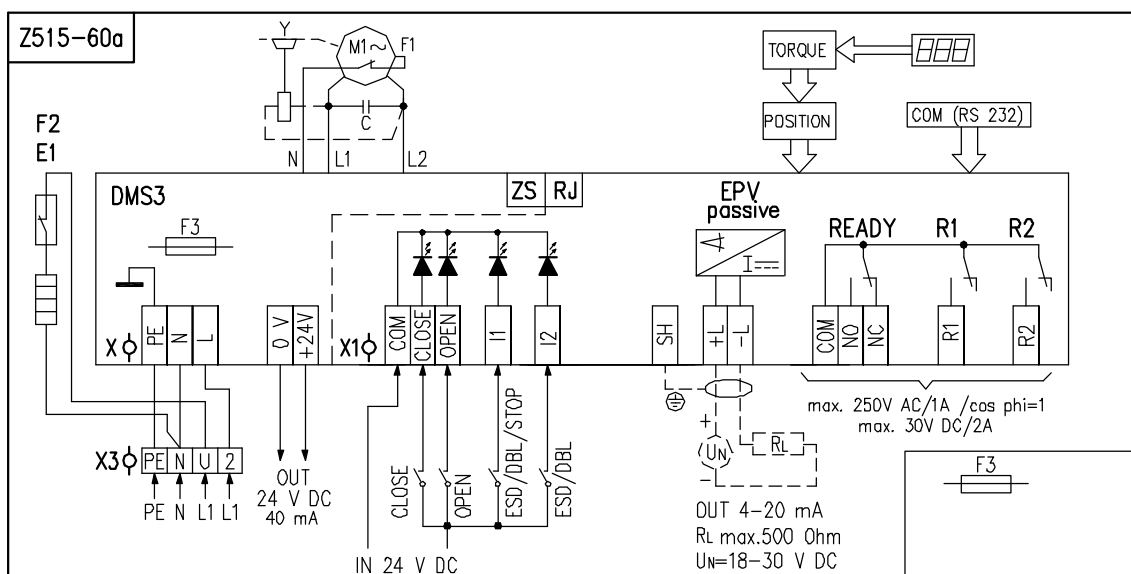 Z515-60a
Y
M1~
F1
C
N
L1
L2
TORQUE
POSITION
COM (RS 232)
F2
E1
DMS3
F3
ZS
RJ
EPV
passive
I
READY
R1
R2
X
PE
N
L
0 V
+24V
X1
COM
CLOSE
OPEN
I1
I2
SH
+L
-L
COM
NO
NC
R1
R2
max. 250V AC/1A /cos phi=1
max. 30V DC/2A
X3
PE
N
U
2
PE
N
L1
L1
OUT
24 V DC
40 mA
CLOSE
OPEN
ESD/DBL/STOP
ESD/DBL
IN 24 V DC
+
UN
-
RL
OUT 4-20 mA
RL max.500 Ohm
UN=18-30 V DC
F3